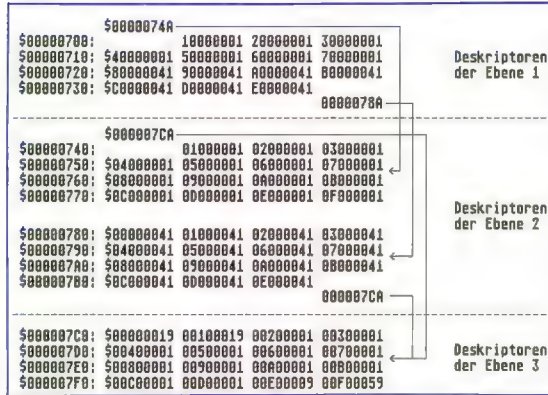 $0000074A
$00000700: 10000001 20000001 30000001
$00000710: $40000001 50000001 60000001 70000001
$00000720: $80000041 90000041 A0000041 B0000041
$00000730: $C0000041 D0000041 E0000041
0000078A
Deskriptoren
der Ebene 1
$000007CA
$00000740: 01000001 02000001 03000001
$00000750: $04000001 05000001 06000001 07000001
$00000760: $08000001 09000001 0A000001 0B000001
$00000770: $0C000001 0D000001 0E000001 0F000001
$00000780: $00000041 01000041 02000041 03000041
$00000790: $04000041 05000041 06000041 07000041
$000007A0: $08000041 09000041 0A000041 0B000041
$000007B0: $0C000041 0D000041 0E000041
000007CA
Deskriptoren
der Ebene 2
$000007C0: $00000019 00100019 00200001 00300001
$000007D0: $00400001 00500001 00600001 00700001
$000007E0: $00800001 00900001 00A00001 00B00001
$000007F0: $00C00001 00D00001 00E00009 00F00059
Deskriptoren
der Ebene 3